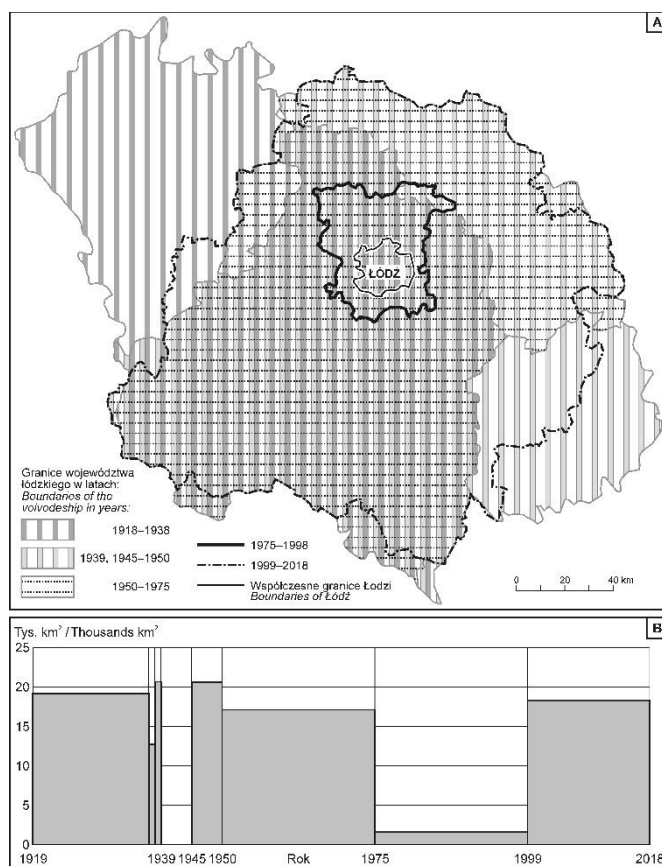 A
ŁÓDŹ
Granice województwa
łódzkiego w latach:
Boundaries of the
voivodeship in years:
1918–1938
1939, 1945–1950
1950–1975
1975–1998
1999–2018
Współczesne granice Łodzi
Boundaries of Łódź
0 20 40 km
B
Tys. km² / Thousands km²
25
20
15
10
5
0
1919 1939 1945 1950 Rok 1975 1999 2018